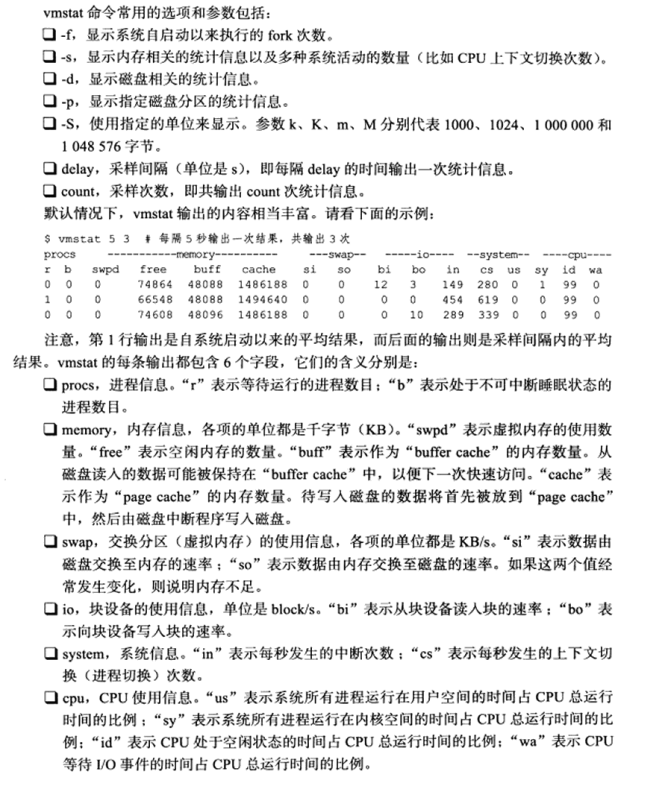 vmstat 命令常用的选项和参数包括：
❏ -f，显示系统自启动以来执行的 fork 次数。
❏ -s，显示内存相关的统计信息以及多种系统活动的数量（比如 CPU 上下文切换次数）。
❏ -d，显示磁盘相关的统计信息。
❏ -p，显示指定磁盘分区的统计信息。
❏ -S，使用指定的单位来显示。参数 k、K、m、M 分别代表 1000、1024、1 000 000 和
1 048 576 字节。
❏ delay，采样间隔（单位是 s），即每隔 delay 的时间输出一次统计信息。
❏ count，采样次数，即共输出 count 次统计信息。
默认情况下，vmstat 输出的内容相当丰富。请看下面的示例：
$ vmstat 5 3 # 每隔 5 秒输出一次结果，共输出 3 次
procs ----------memory---------- ---swap-- -----io---- --system-- ----cpu----
r b swpd free buff cache si so bi bo in cs us sy id wa
0 0 0 74864 48088 1486188 0 0 12 3 149 280 0 1 99 0
1 0 0 66548 48088 1494640 0 0 0 0 454 619 0 0 99 0
0 0 0 74608 48096 1486188 0 0 0 10 289 339 0 0 99 0
注意，第 1 行输出是自系统启动以来的平均结果，而后面的输出则是采样间隔内的平均
结果。vmstat 的每条输出都包含 6 个字段，它们的含义分别是：
❏ procs，进程信息。“r”表示等待运行的进程数目；“b”表示处于不可中断睡眠状态的
进程数目。
❏ memory，内存信息，各项的单位都是千字节（KB）。“swpd”表示虚拟内存的使用数
量。“free”表示空闲内存的数量。“buff”表示作为“buffer cache”的内存数量。从
磁盘读入的数据可能被保持在“buffer cache”中，以便下一次快速访问。“cache”表
示作为“page cache”的内存数量。待写入磁盘的数据将首先被放到“page cache”
中，然后由磁盘中断程序写入磁盘。
❏ swap，交换分区（虚拟内存）的使用信息，各项的单位都是 KB/s。“si”表示数据由
磁盘交换至内存的速率；“so”表示数据由内存交换至磁盘的速率。如果这两个值经
常发生变化，则说明内存不足。
❏ io，块设备的使用信息，单位是 block/s。“bi”表示从块设备读入块的速率；“bo”表
示向块设备写入块的速率。
❏ system，系统信息。“in”表示每秒发生的中断次数；“cs”表示每秒发生的上下文切
换（进程切换）次数。
❏ cpu，CPU 使用信息。“us”表示系统所有进程运行在用户空间的时间占 CPU 总运行
时间的比例；“sy”表示系统所有进程运行在内核空间的时间占 CPU 总运行时间的比
例；“id”表示 CPU 处于空闲状态的时间占 CPU 总运行时间的比例；“wa”表示 CPU
等待 I/O 事件的时间占 CPU 总运行时间的比例。